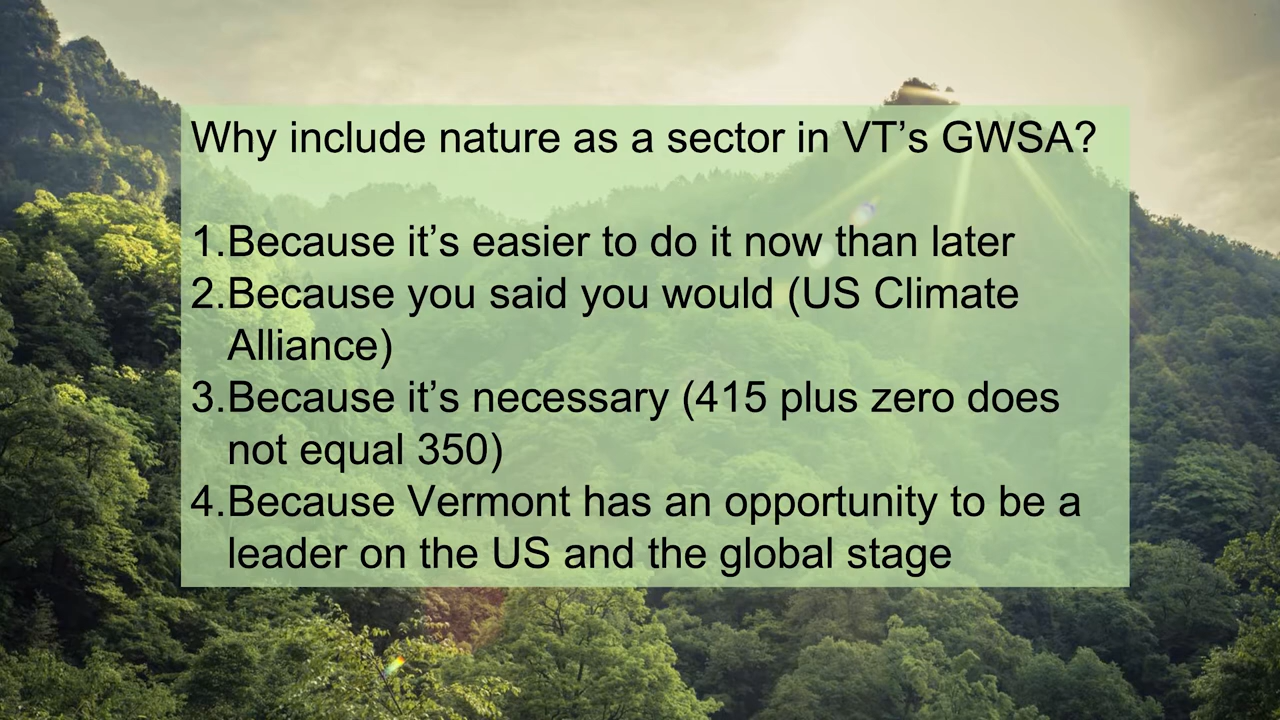 Why include nature as a sector in VT’s GWSA?
1.Because it’s easier to do it now than later
2.Because you said you would (US Climate
Alliance)
3.Because it’s necessary (415 plus zero does
not equal 350)
4.Because Vermont has an opportunity to be a
leader on the US and the global stage